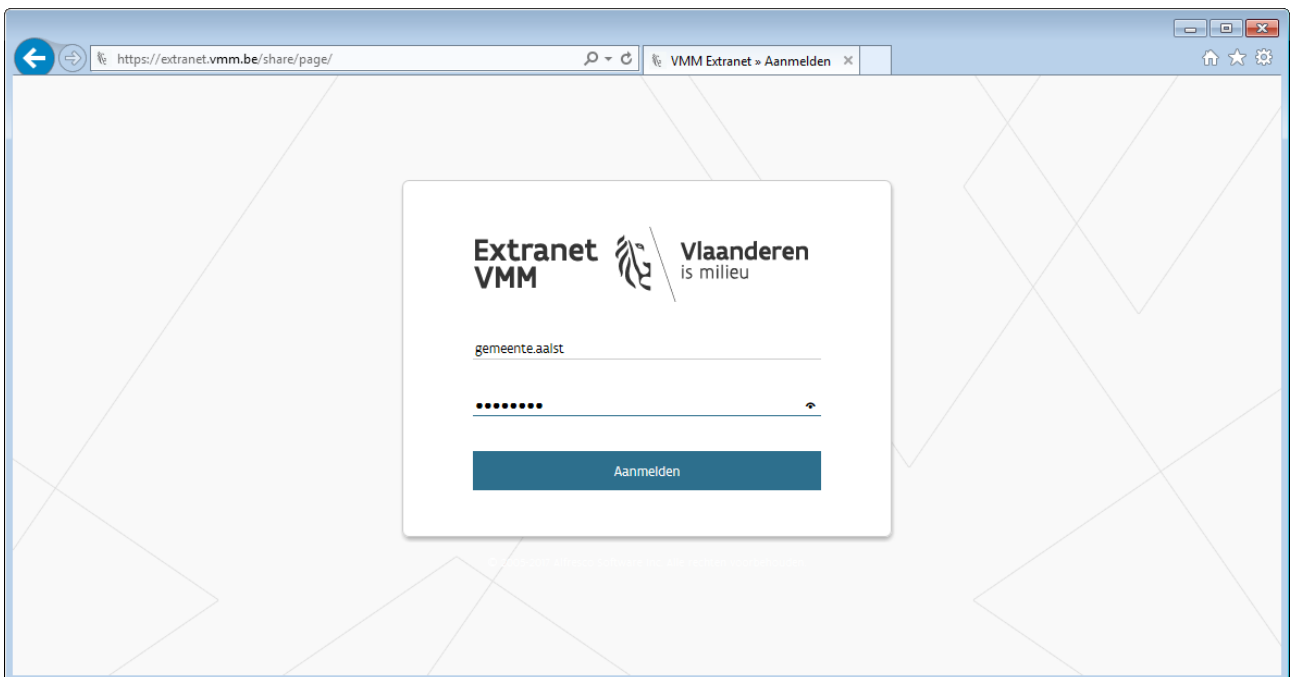 https://extranet.vmm.be/share/page/
VMM Extranet » Aanmelden
Extranet
VMM
Vlaanderen
is milieu
gemeente.aalst
••••••••
Aanmelden